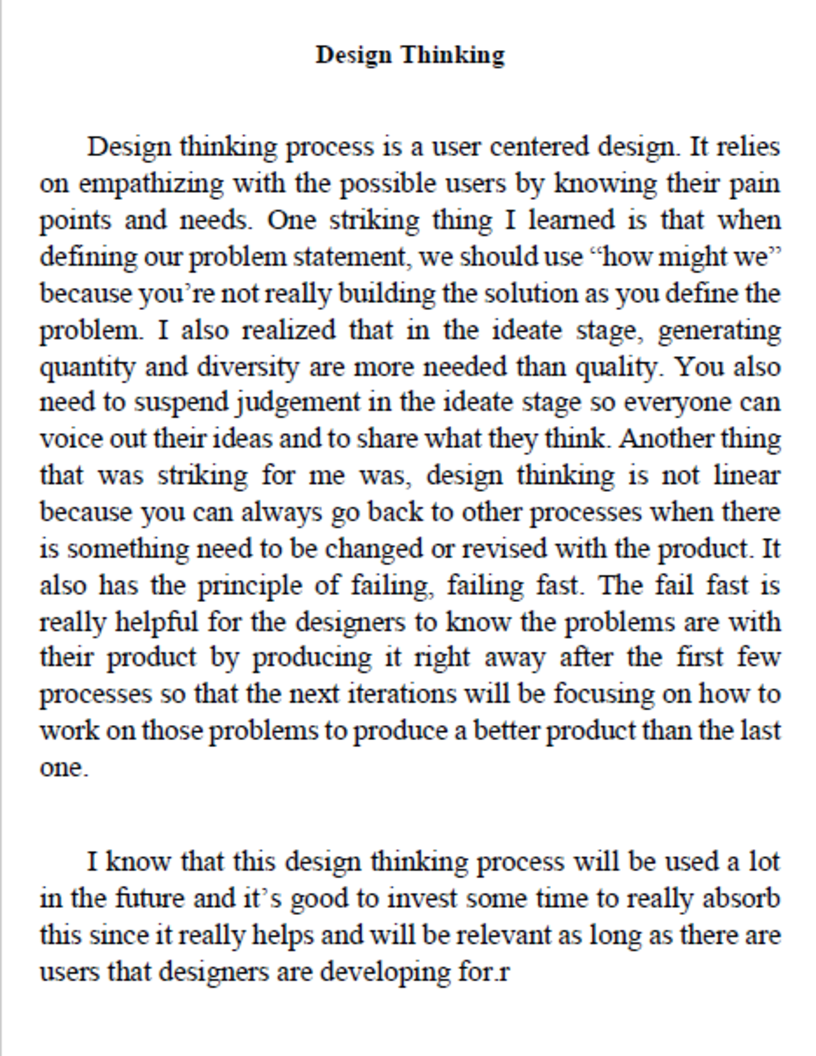 Design Thinking
Design thinking process is a user centered design. It relies
on empathizing with the possible users by knowing their pain
points and needs. One striking thing I learned is that when
defining our problem statement, we should use “how might we”
because you’re not really building the solution as you define the
problem. I also realized that in the ideate stage, generating
quantity and diversity are more needed than quality. You also
need to suspend judgement in the ideate stage so everyone can
voice out their ideas and to share what they think. Another thing
that was striking for me was, design thinking is not linear
because you can always go back to other processes when there
is something need to be changed or revised with the product. It
also has the principle of failing, failing fast. The fail fast is
really helpful for the designers to know the problems are with
their product by producing it right away after the first few
processes so that the next iterations will be focusing on how to
work on those problems to produce a better product than the last
one.
I know that this design thinking process will be used a lot
in the future and it’s good to invest some time to really absorb
this since it really helps and will be relevant as long as there are
users that designers are developing for.r